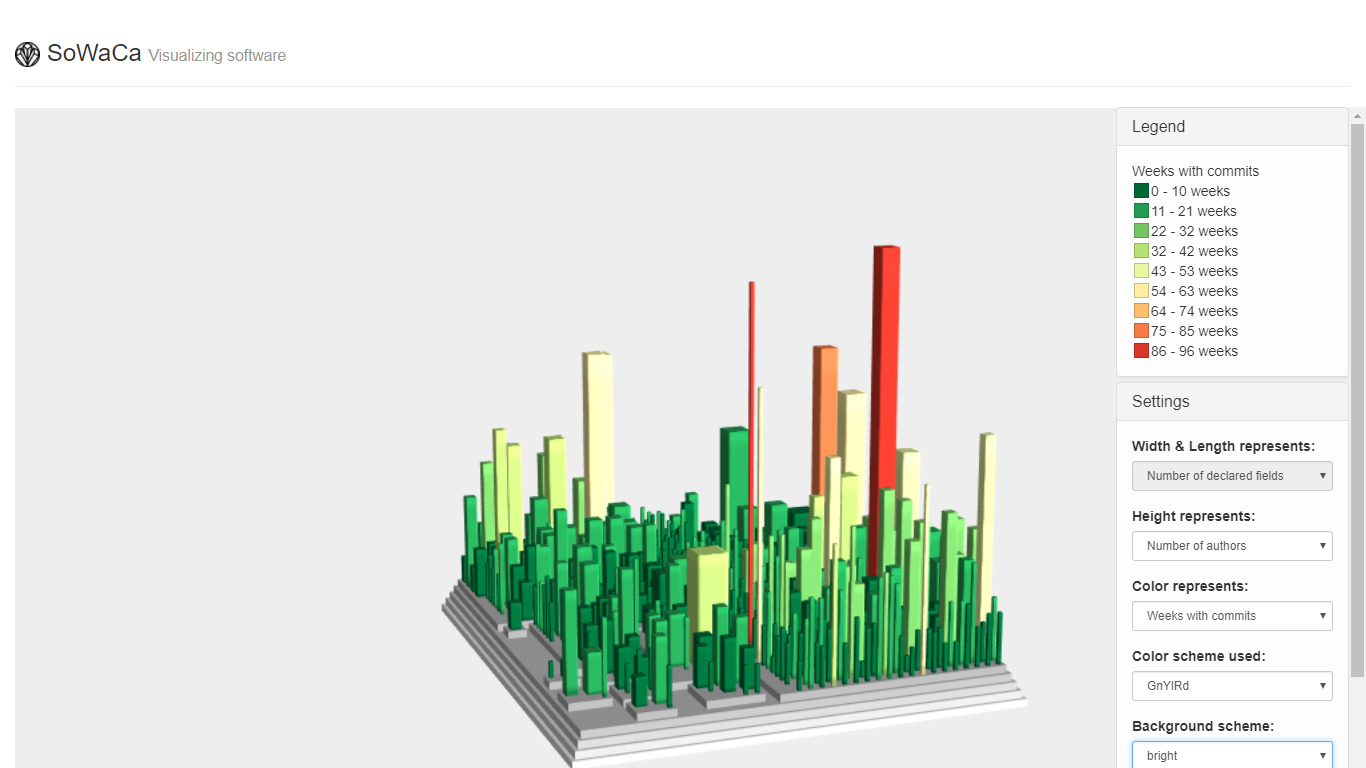 SoWaCa Visualizing software
Legend
Weeks with commits
0 - 10 weeks
11 - 21 weeks
22 - 32 weeks
32 - 42 weeks
43 - 53 weeks
54 - 63 weeks
64 - 74 weeks
75 - 85 weeks
86 - 96 weeks
Settings
Width & Length represents:
Number of declared fields
Height represents:
Number of authors
Color represents:
Weeks with commits
Color scheme used:
GnYlRd
Background scheme:
bright